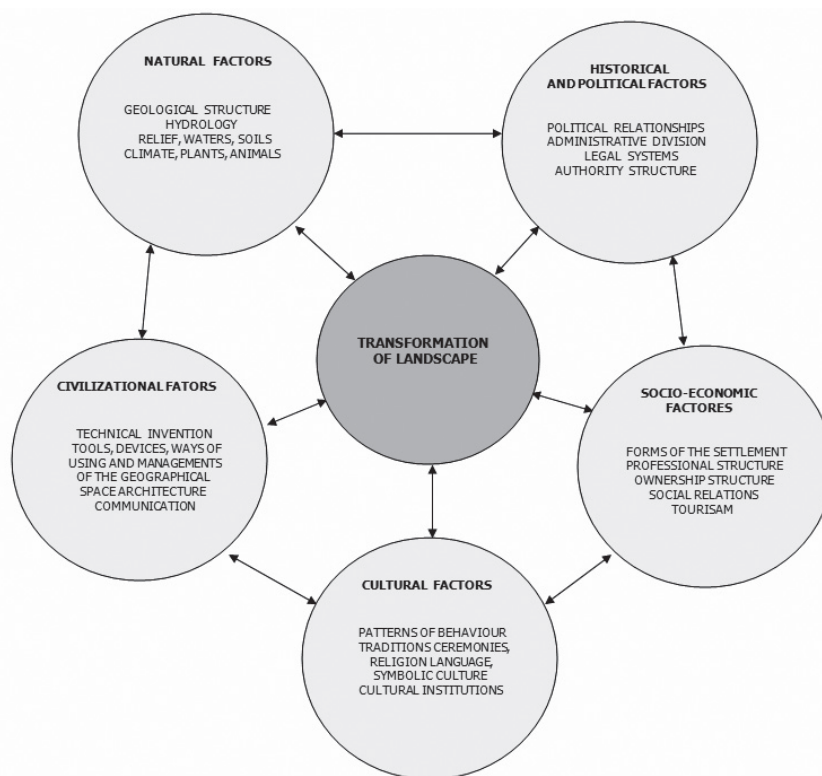 NATURAL FACTORS
GEOLOGICAL STRUCTURE
HYDROLOGY
RELIEF, WATERS, SOILS
CLIMATE, PLANTS, ANIMALS
HISTORICAL
AND POLITICAL FACTORS
POLITICAL RELATIONSHIPS
ADMINISTRATIVE DIVISION
LEGAL SYSTEMS
AUTHORITY STRUCTURE
TRANSFORMATION
OF LANDSCAPE
CIVILIZATIONAL FATORS
TECHNICAL INVENTION
TOOLS, DEVICES, WAYS OF
USING AND MANAGEMENTS
OF THE GEOGRAPHICAL
SPACE ARCHITECTURE
COMMUNICATION
SOCIO-ECONOMIC
FACTORES
FORMS OF THE SETTLEMENT
PROFESSIONAL STRUCTURE
OWNERSHIP STRUCTURE
SOCIAL RELATIONS
TOURISAM
CULTURAL FACTORS
PATTERNS OF BEHAVIOUR
TRADITIONS CEREMONIES,
RELIGION LANGUAGE,
SYMBOLIC CULTURE
CULTURAL INSTITUTIONS